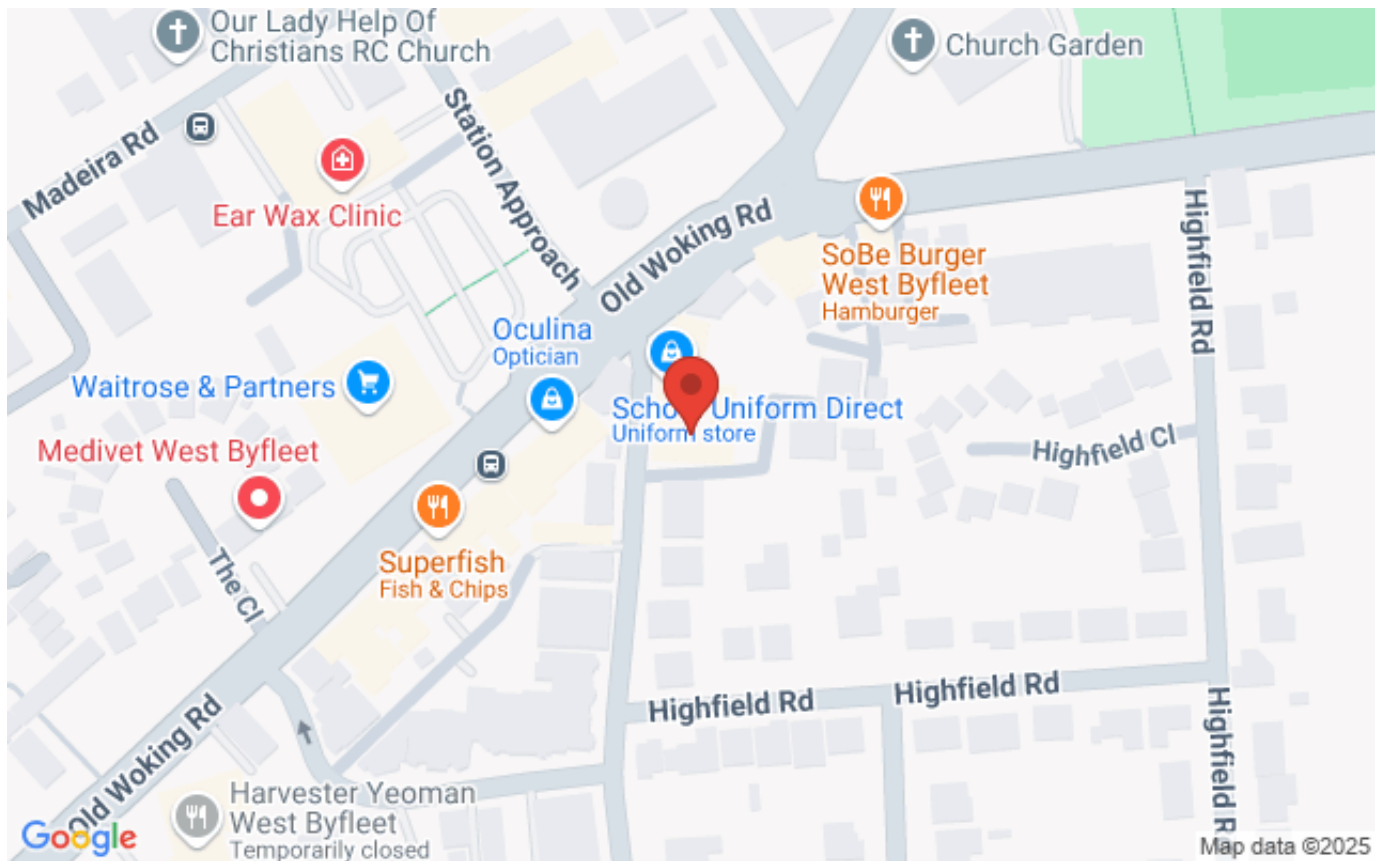 Our Lady Help Of
Christians RC Church
Church Garden
Madeira Rd
Station Approach
Ear Wax Clinic
Old Woking Rd
Highfield Rd
SoBe Burger
West Byfleet
Hamburger
Oculina
Optician
Waitrose & Partners
School Uniform Direct
Uniform store
Medivet West Byfleet
Highfield Cl
Superfish
Fish & Chips
The Cl
Highfield Rd
Highfield Rd
Highfield Rd
Old Woking Rd
Harvester Yeoman
West Byfleet
Temporarily closed
Google
Map data ©2025